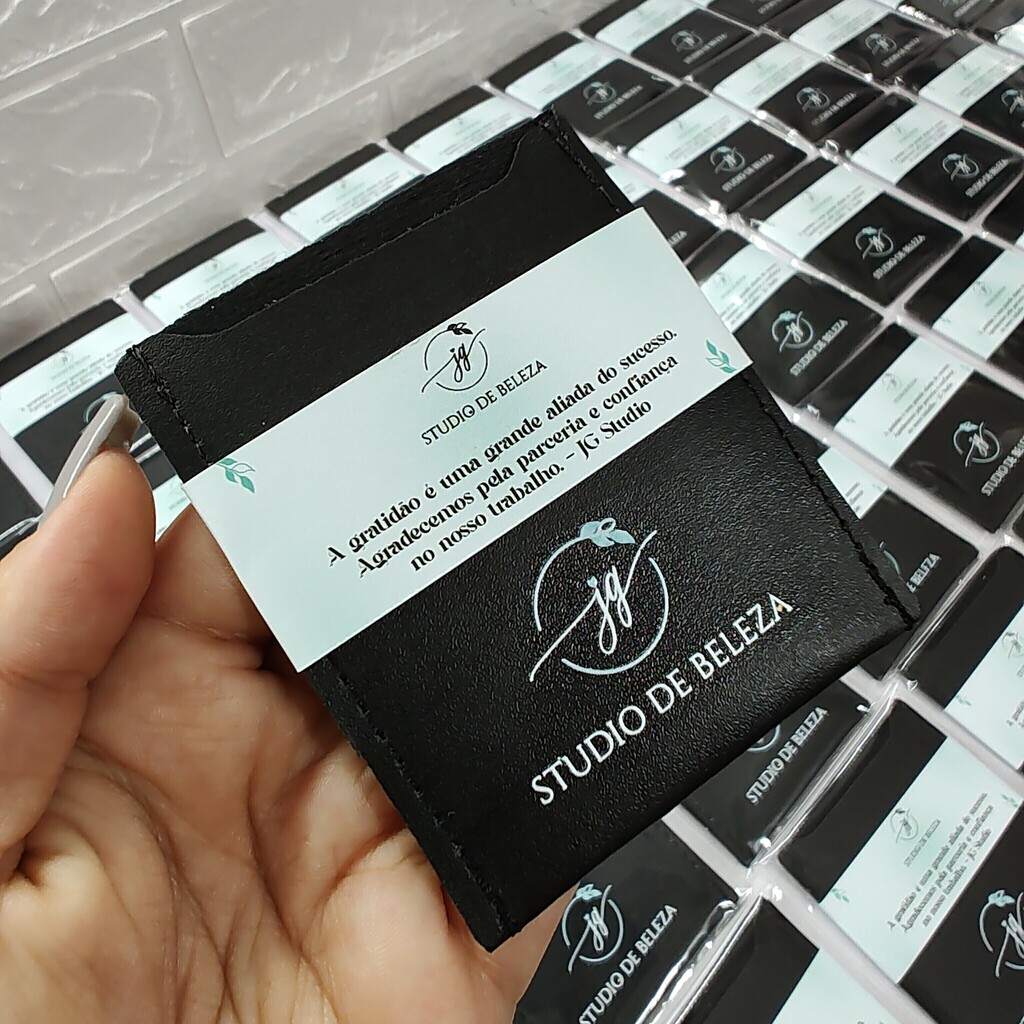 jg
STUDIO DE BELEZA
A gratidão é uma grande aliada do sucesso.
Agradecemos pela parceria e confiança
no nosso trabalho. - JG Studio
jg
STUDIO DE BELEZA